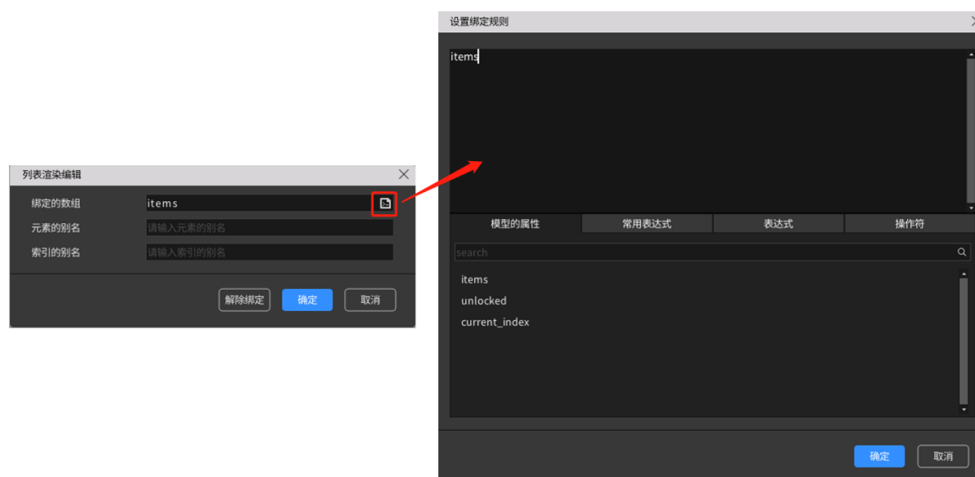 列表渲染编辑
绑定的数组
items
元素的别名
请输入元素的别名
索引的别名
请输入索引的别名
解除绑定
确定
取消
设置绑定规则
items
模型的属性
常用表达式
表达式
操作符
search
items
unlocked
current_index
确定
取消